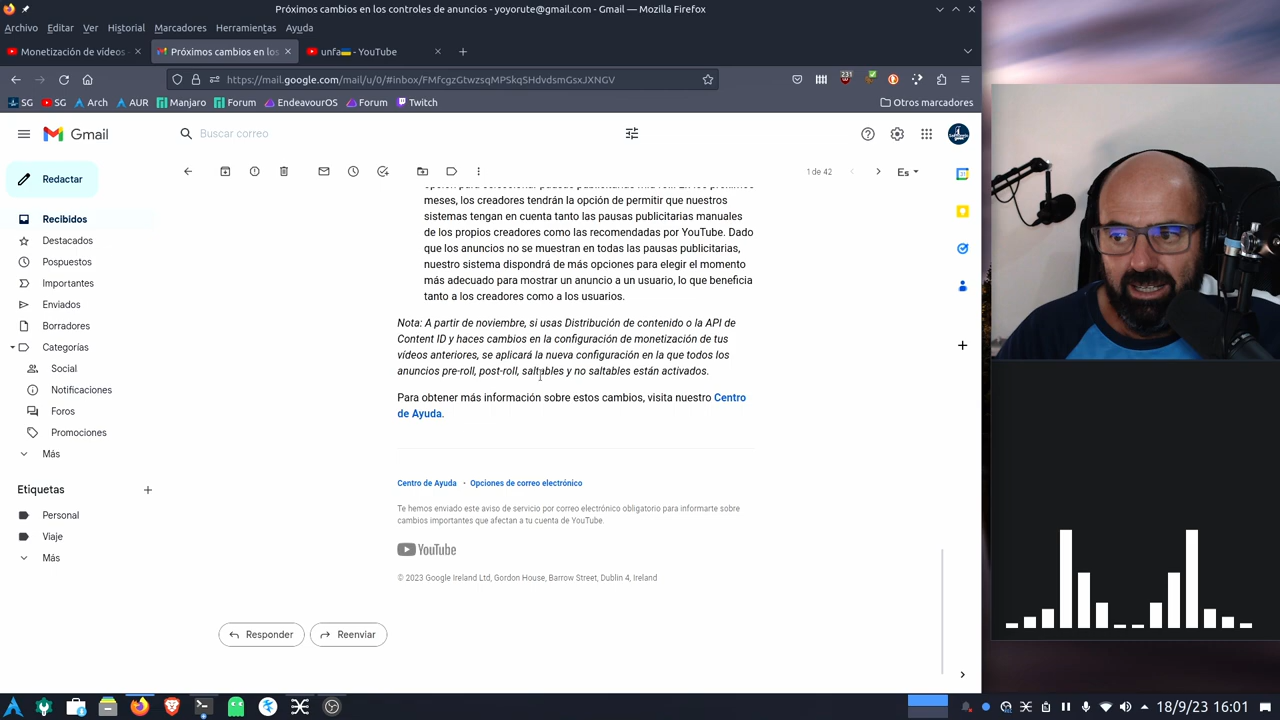 Próximos cambios en los controles de anuncios - yoyorute@gmail.com - Gmail — Mozilla Firefox
Archivo Editar Ver Historial Marcadores Herramientas Ayuda
Monetización de vídeos
Próximos cambios en los
unfa - YouTube
https://mail.google.com/mail/u/0/#inbox/FMfcgzGtwzsqMPSkqSHdvdsmGsxJXNGV
231
SG SG Arch AUR Manjaro Forum EndeavourOS Forum Twitch Otros marcadores
Gmail
Buscar correo
Redactar
1 de 42
Es
Recibidos
Destacados
Pospuestos
Importantes
Enviados
Borradores
Categorías
Social
Notificaciones
Foros
Promociones
Más
Etiquetas
Personal
Viaje
Más
meses, los creadores tendrán la opción de permitir que nuestros
sistemas tengan en cuenta tanto las pausas publicitarias manuales
de los propios creadores como las recomendadas por YouTube. Dado
que los anuncios no se muestran en todas las pausas publicitarias,
nuestro sistema dispondrá de más opciones para elegir el momento
más adecuado para mostrar un anuncio a un usuario, lo que beneficia
tanto a los creadores como a los usuarios.
Nota: A partir de noviembre, si usas Distribución de contenido o la API de
Content ID y haces cambios en la configuración de monetización de tus
vídeos anteriores, se aplicará la nueva configuración en la que todos los
anuncios pre-roll, post-roll, saltables y no saltables están activados.
Para obtener más información sobre estos cambios, visita nuestro Centro
de Ayuda.
Centro de Ayuda • Opciones de correo electrónico
Te hemos enviado este aviso de servicio por correo electrónico obligatorio para informarte sobre
cambios importantes que afectan a tu cuenta de YouTube.
YouTube
© 2023 Google Ireland Ltd, Gordon House, Barrow Street, Dublin 4, Ireland
Responder
Reenviar
18/9/23 16:01